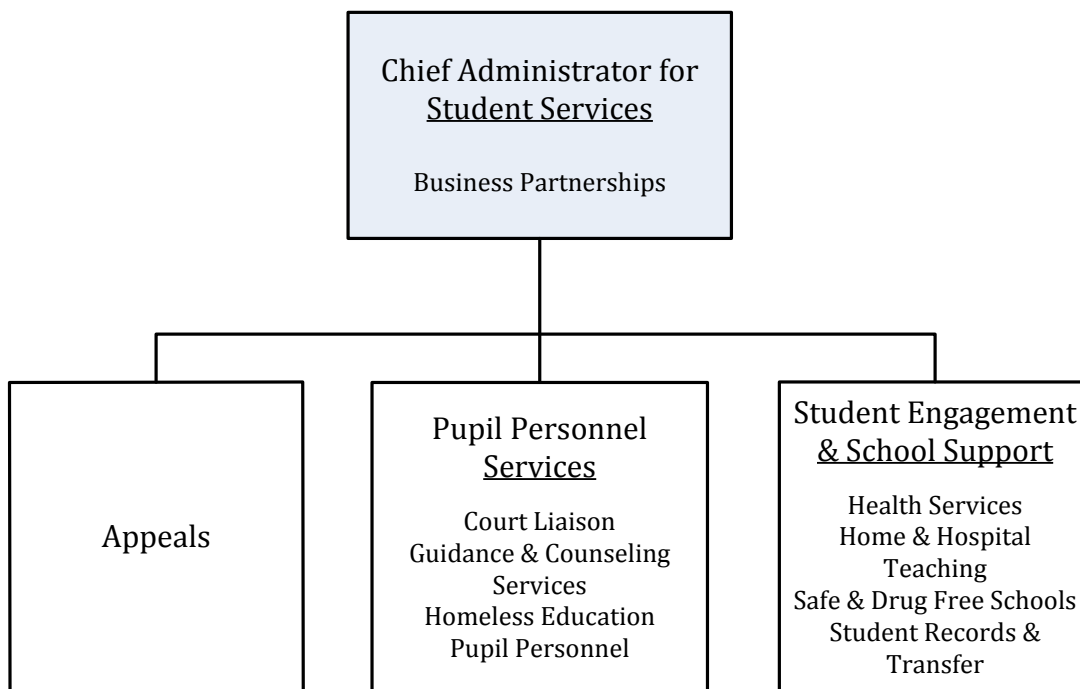 Chief Administrator for
Student Services
Business Partnerships
Appeals
Pupil Personnel
Services
Court Liaison
Guidance & Counseling
Services
Homeless Education
Pupil Personnel
Student Engagement
& School Support
Health Services
Home & Hospital
Teaching
Safe & Drug Free Schools
Student Records &
Transfer